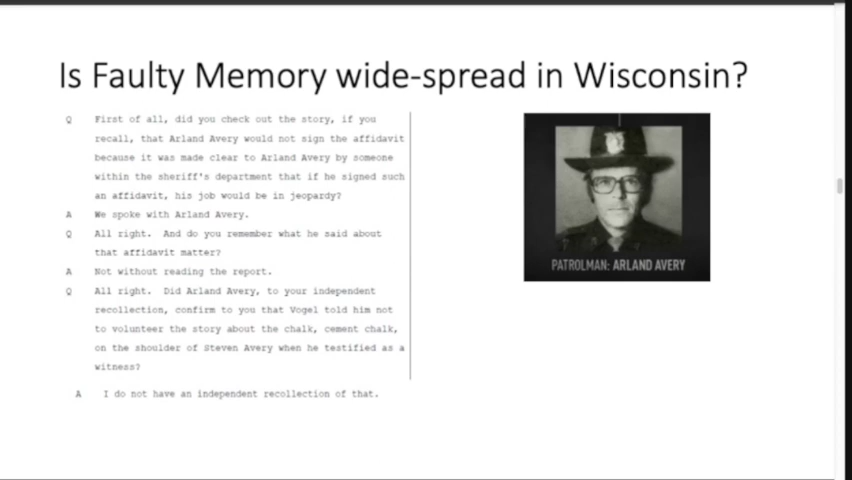 Is Faulty Memory wide-spread in Wisconsin?
Q First of all, did you check out the story, if you
recall, that Arland Avery would not sign the affidavit
because it was made clear to Arland Avery by someone
within the sheriff's department that if he signed such
an affidavit, his job would be in jeopardy?
A We spoke with Arland Avery.
Q All right. And do you remember what he said about
that affidavit matter?
A Not without reading the report.
Q All right. Did Arland Avery, to your independent
recollection, confirm to you that Vogel told him not
to volunteer the story about the chalk, cement chalk,
on the shoulder of Steven Avery when he testified as a
witness?
A I do not have an independent recollection of that.
PATROLMAN: ARLAND AVERY